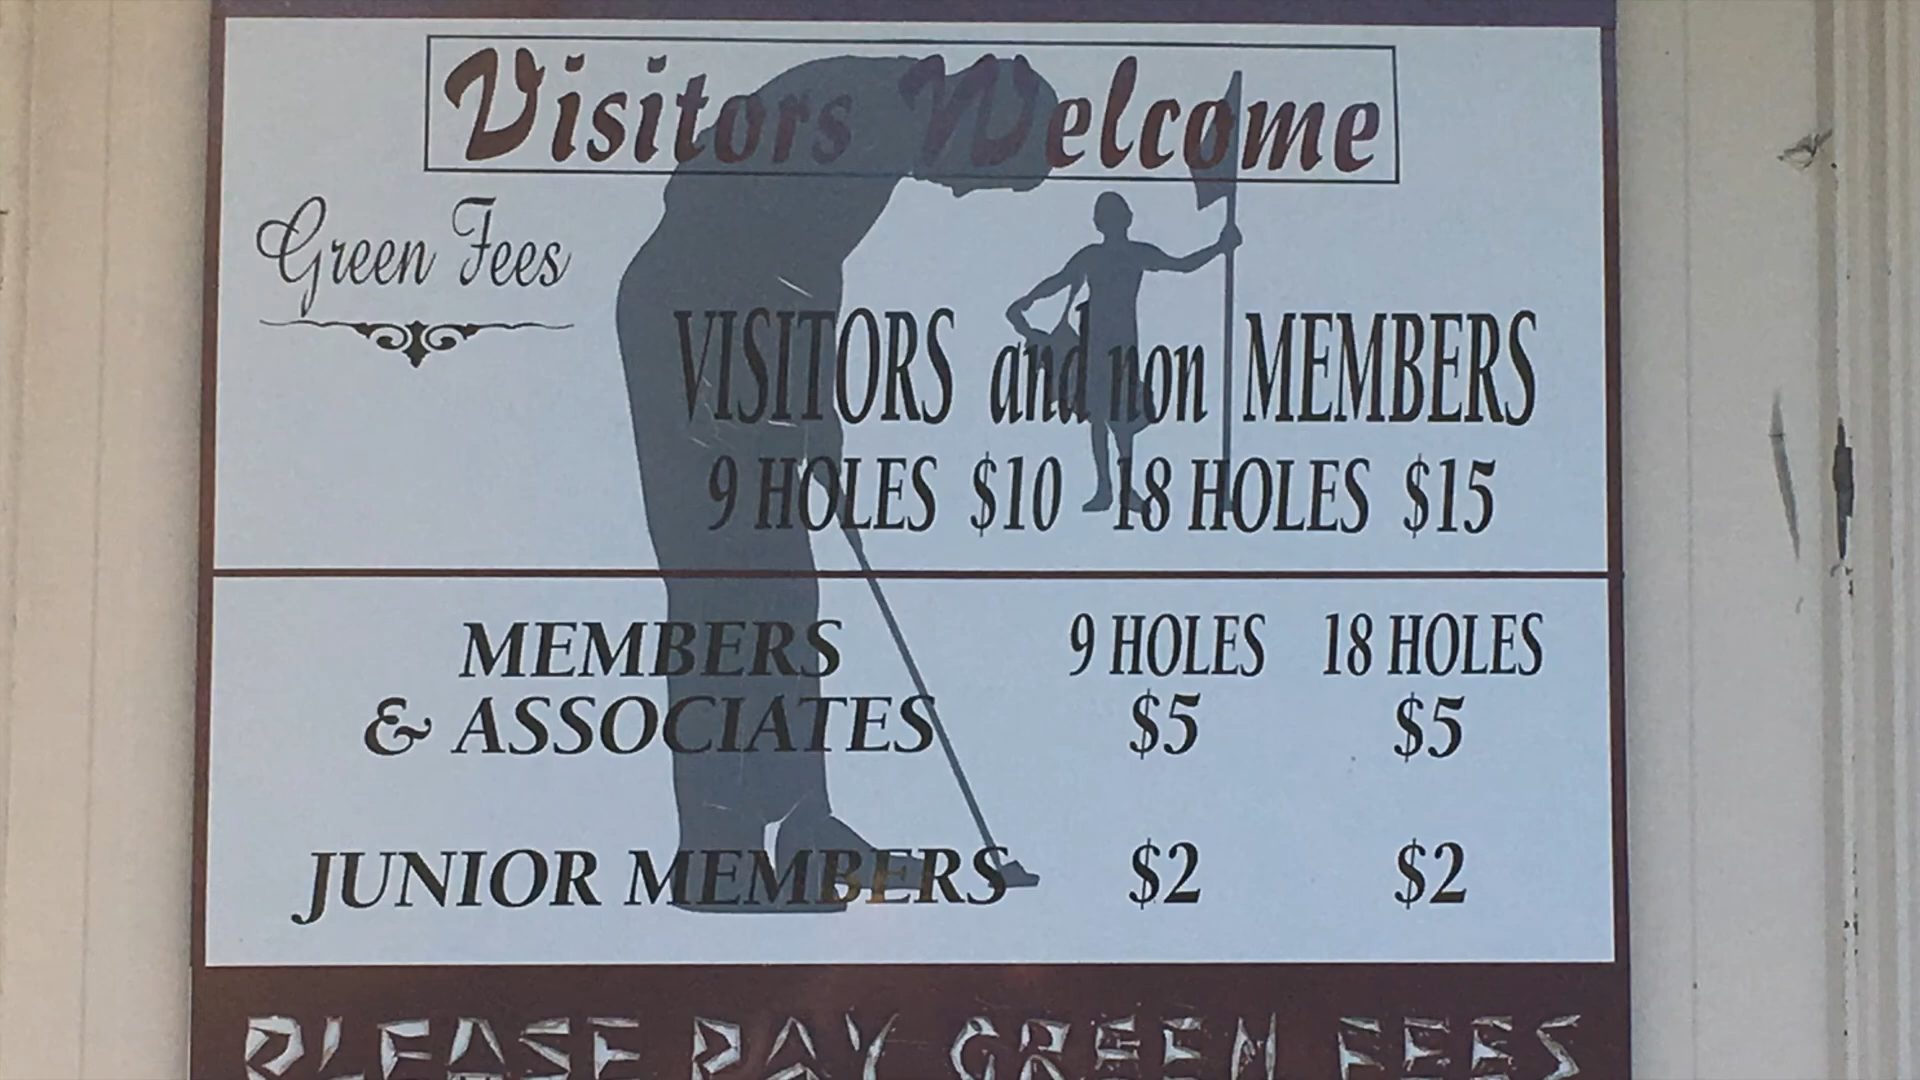 Visitors Welcome
Green Fees
VISITORS and non MEMBERS
9 HOLES $10 18 HOLES $15
MEMBERS 9 HOLES 18 HOLES
& ASSOCIATES $5 $5
JUNIOR MEMBERS $2 $2
PLEASE PAY GREEN FEES